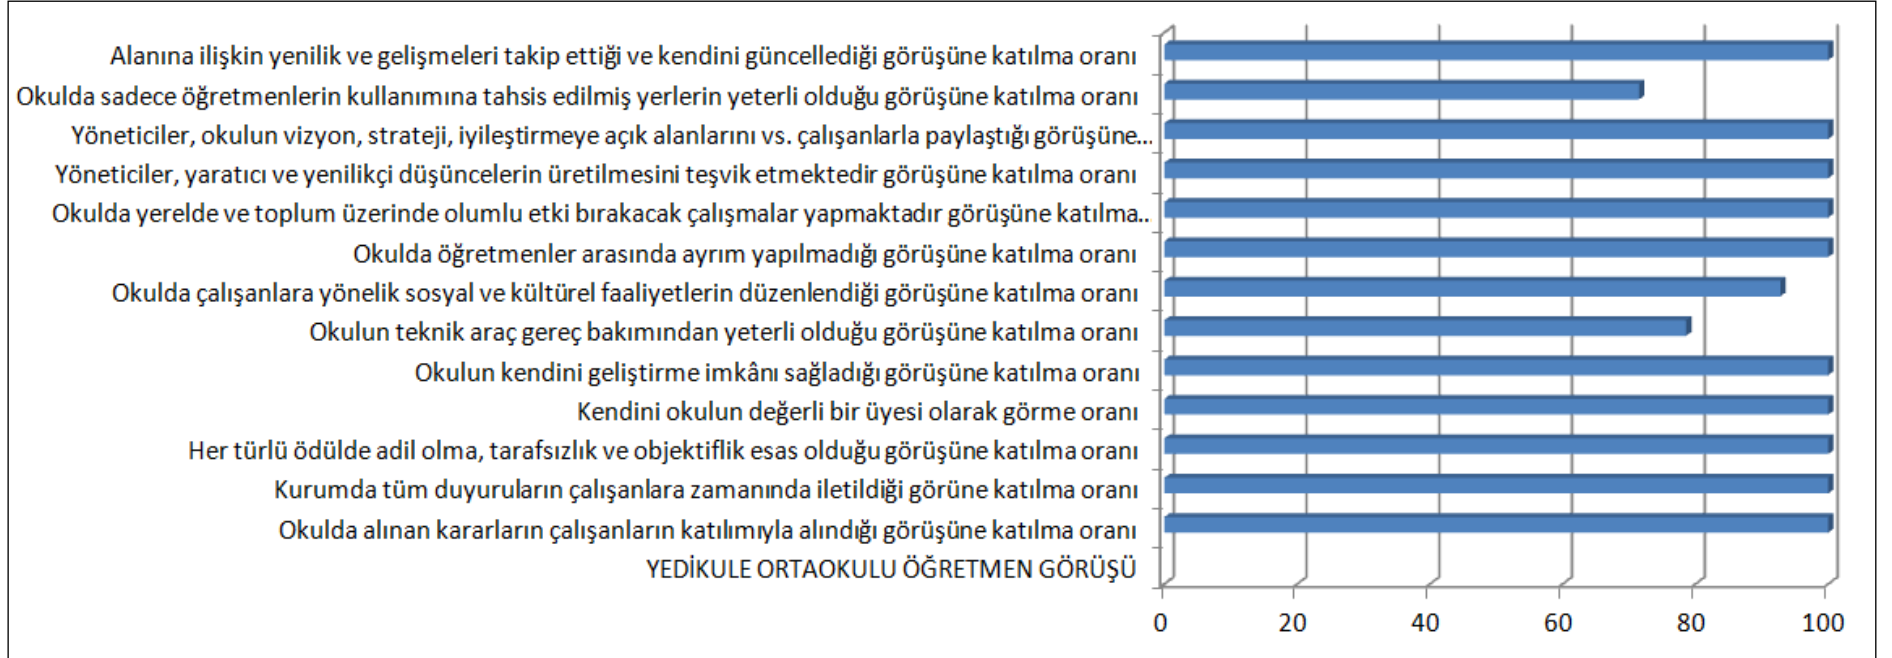 Alanına ilişkin yenilik ve gelişmeleri takip ettiği ve kendini güncellediği görüşüne katılma oranı
Okulda sadece öğretmenlerin kullanımına tahsis edilmiş yerlerin yeterli olduğu görüşüne katılma oranı
Yöneticiler, okulun vizyon, strateji, iyileştirmeye açık alanlarını vs. çalışanlarla paylaştığı görüşüne...
Yöneticiler, yaratıcı ve yenilikçi düşüncelerin üretilmesini teşvik etmektedir görüşüne katılma oranı
Okulda yerelde ve toplum üzerinde olumlu etki bırakacak çalışmalar yapmaktadır görüşüne katılma...
Okulda öğretmenler arasında ayrım yapılmadığı görüşüne katılma oranı
Okulda çalışanlara yönelik sosyal ve kültürel faaliyetlerin düzenlendiği görüşüne katılma oranı
Okulun teknik araç gereç bakımından yeterli olduğu görüşüne katılma oranı
Okulun kendini geliştirme imkânı sağladığı görüşüne katılma oranı
Kendini okulun değerli bir üyesi olarak görme oranı
Her türlü ödülde adil olma, tarafsızlık ve objektiflik esas olduğu görüşüne katılma oranı
Kurumda tüm duyuruların çalışanlara zamanında iletildiği görüne katılma oranı
Okulda alınan kararların çalışanların katılımıyla alındığı görüşüne katılma oranı
YEDİKULE ORTAOKULU ÖĞRETMEN GÖRÜŞÜ
0 20 40 60 80 100